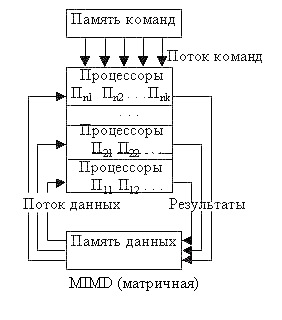 Память команд
Поток команд
Процессоры
Пn1 Пn2 ... Пnk
...
Процессоры
П21 П22 ...
Процессоры
П11 П12 ...
Поток данных
Результаты
Память данных
MIMD (матричная)